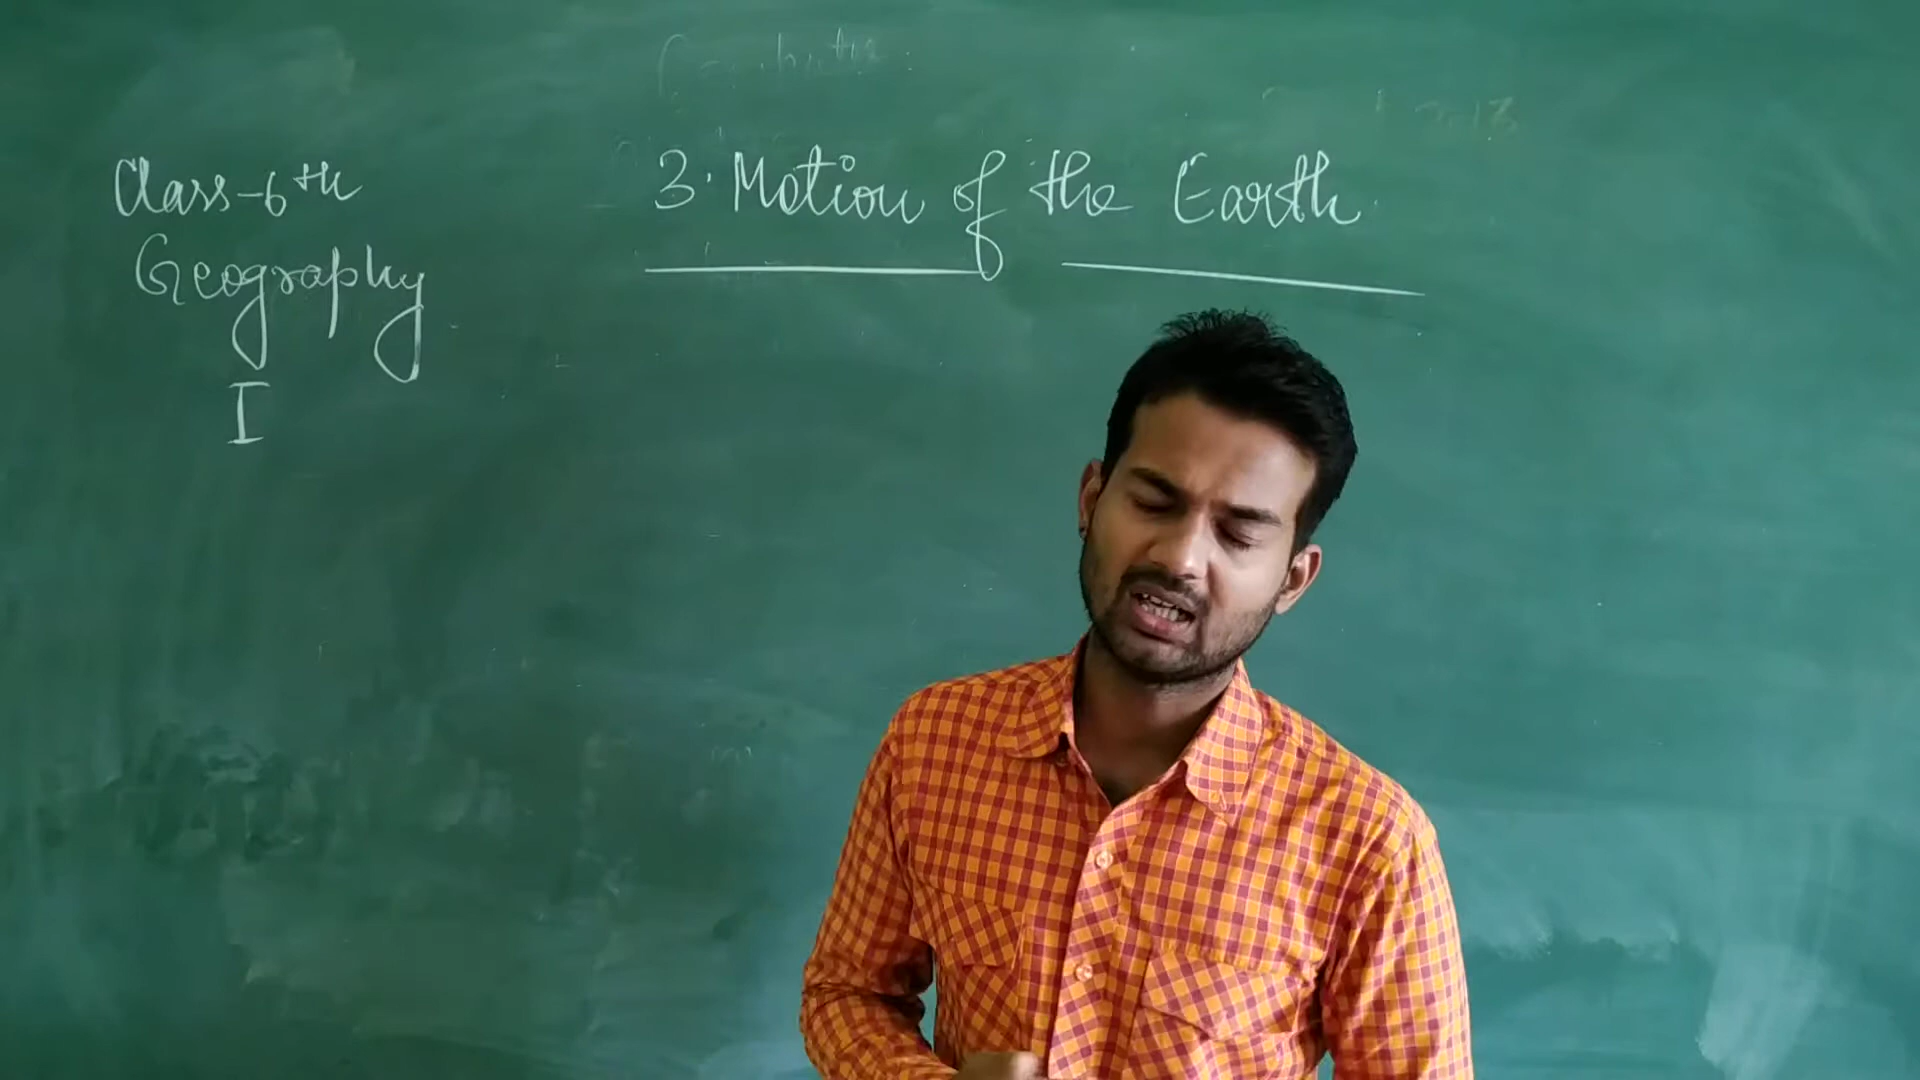 Class-6th
Geography
I
3. Motion of the Earth